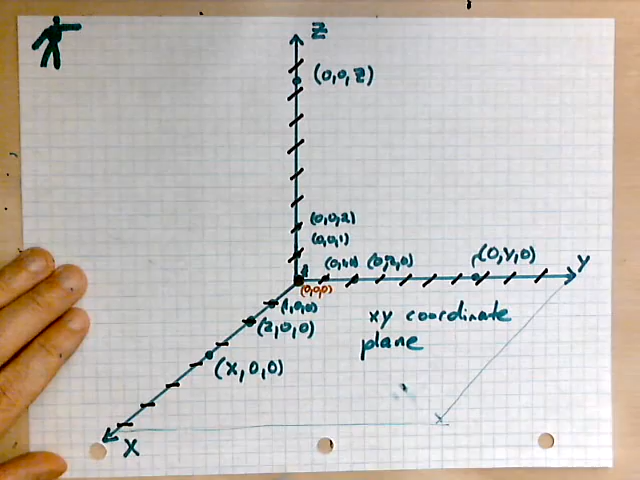 Z
(0,0,Z)
(0,0,2)
(0,0,1)
(0,1,0) (0,2,0) (0,Y,0) Y
(0,0,0)
(1,0,0)
(2,0,0)
xy coordinate
plane
(X,0,0)
X